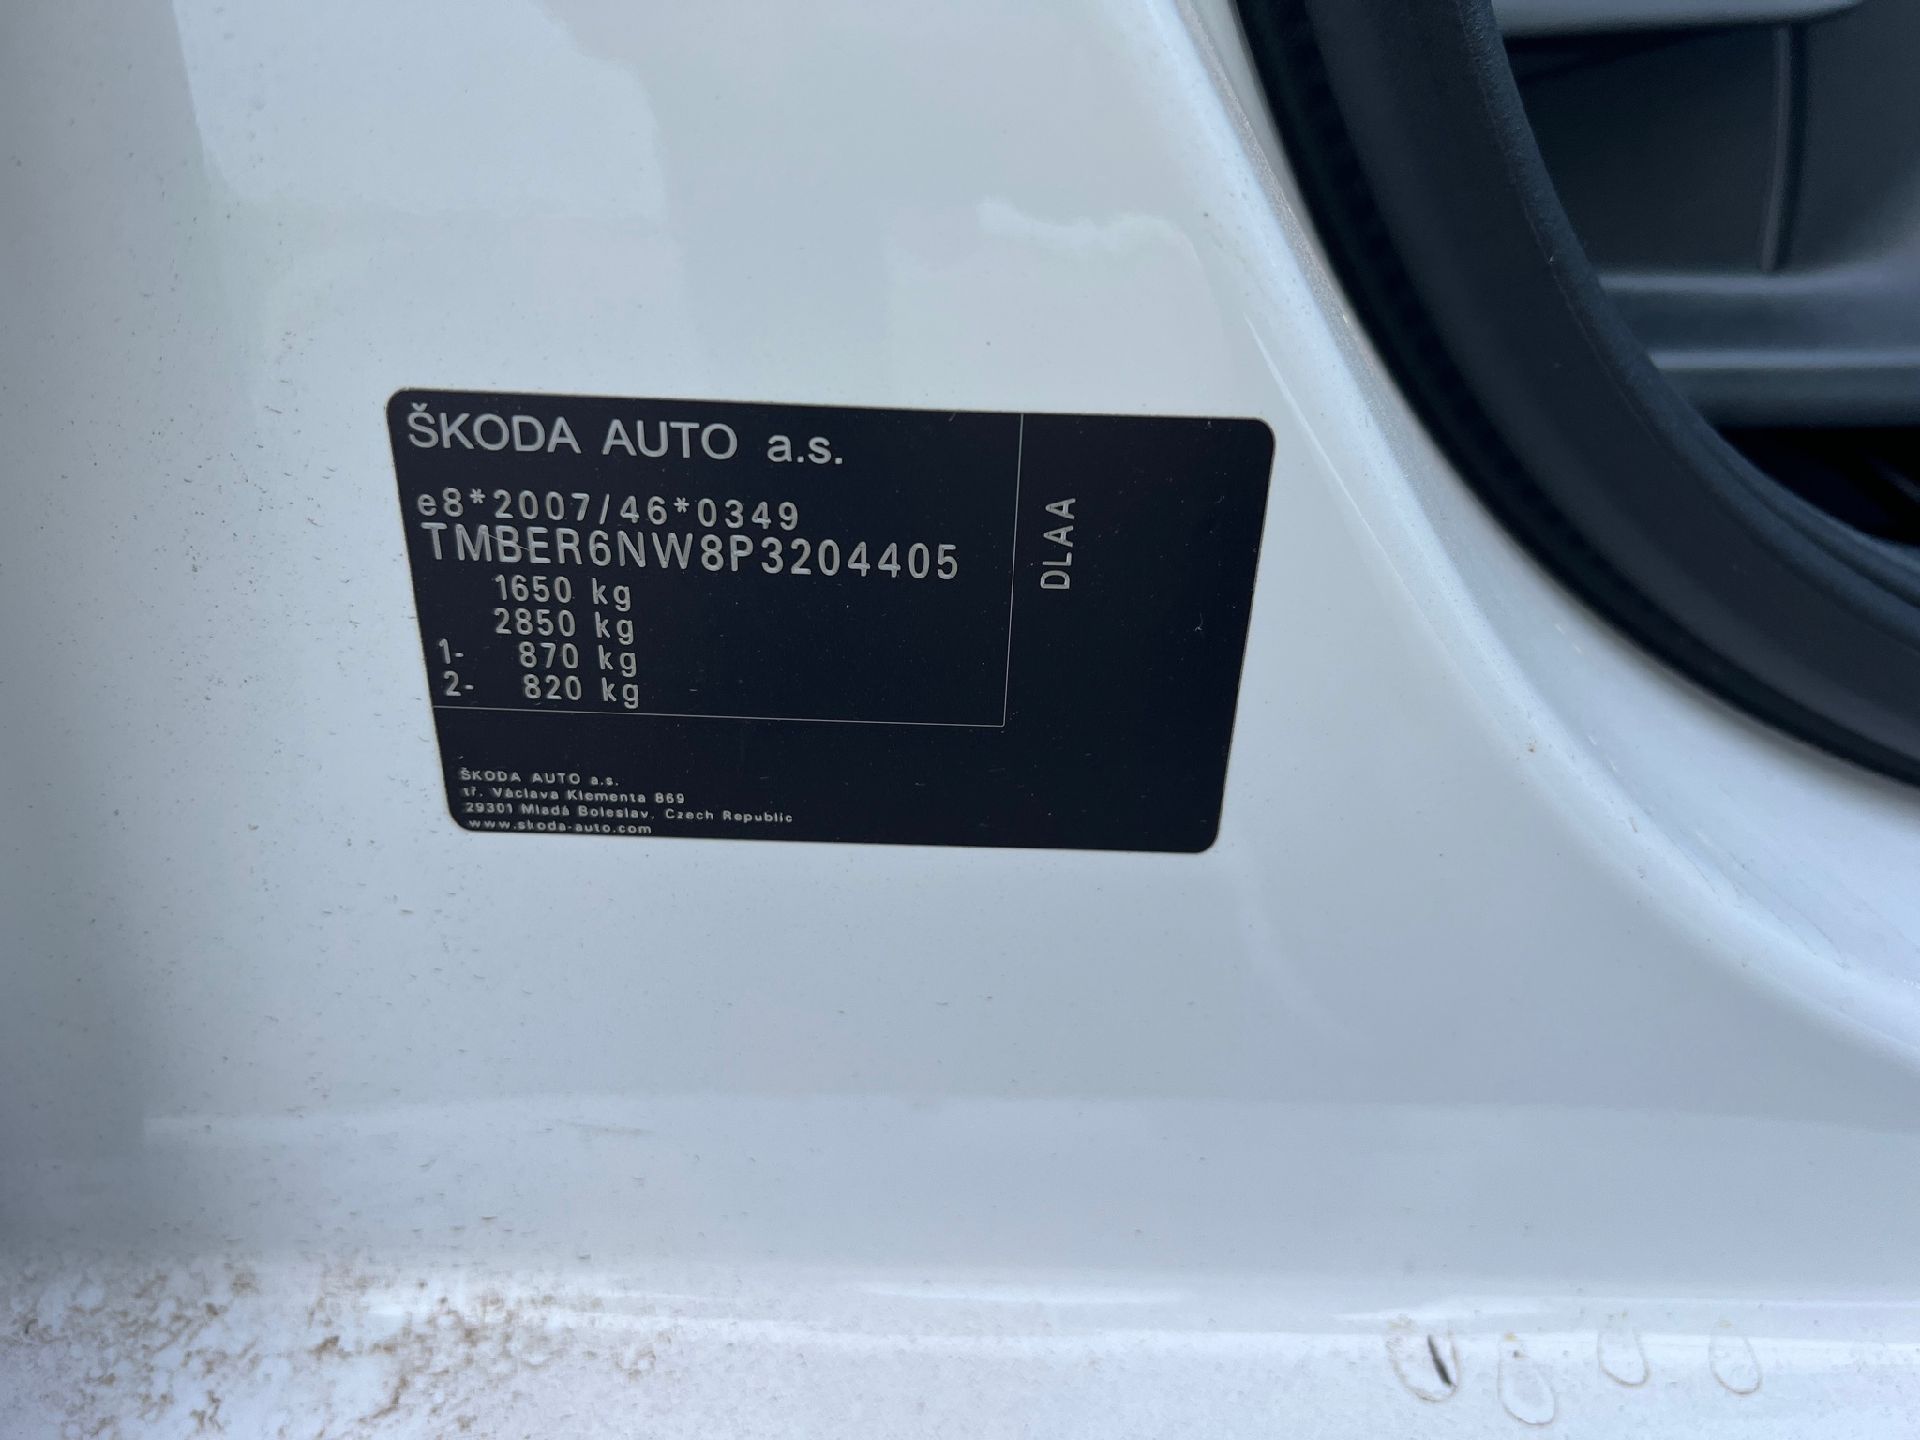 ŠKODA AUTO a.s.
e8*2007/46*0349
TMBER6NW8P3204405
1650 kg
2850 kg
1- 870 kg
2- 820 kg
DLAA
ŠKODA AUTO a.s.
tř. Václava Klementa 869
29301 Mladá Boleslav, Czech Republic
www.skoda-auto.com